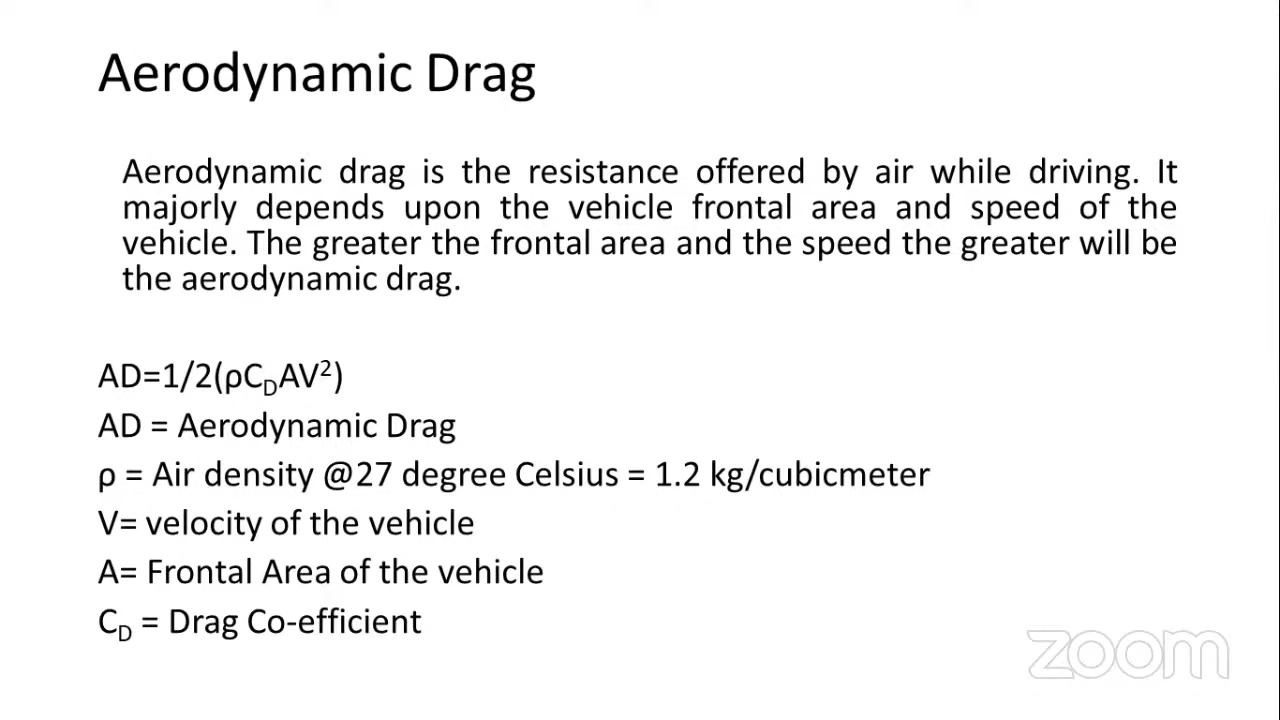 Aerodynamic Drag
Aerodynamic drag is the resistance offered by air while driving. It
majorly depends upon the vehicle frontal area and speed of the
vehicle. The greater the frontal area and the speed the greater will be
the aerodynamic drag.
AD=1/2(ρC_DAV²)
AD = Aerodynamic Drag
ρ = Air density @27 degree Celsius = 1.2 kg/cubicmeter
V= velocity of the vehicle
A= Frontal Area of the vehicle
C_D = Drag Co-efficient
zoom